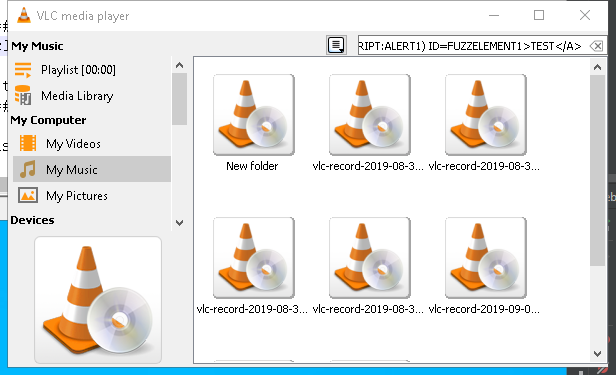 VLC media player
My Music
RIPT:ALERT1) ID=FUZZELEMENT1>TEST</A>
Playlist [00:00]
Media Library
My Computer
My Videos
My Music
My Pictures
Devices
New folder
vlc-record-2019-08-3...
vlc-record-2019-08-3...
vlc-record-2019-08-3...
vlc-record-2019-08-3...
vlc-record-2019-09-0...